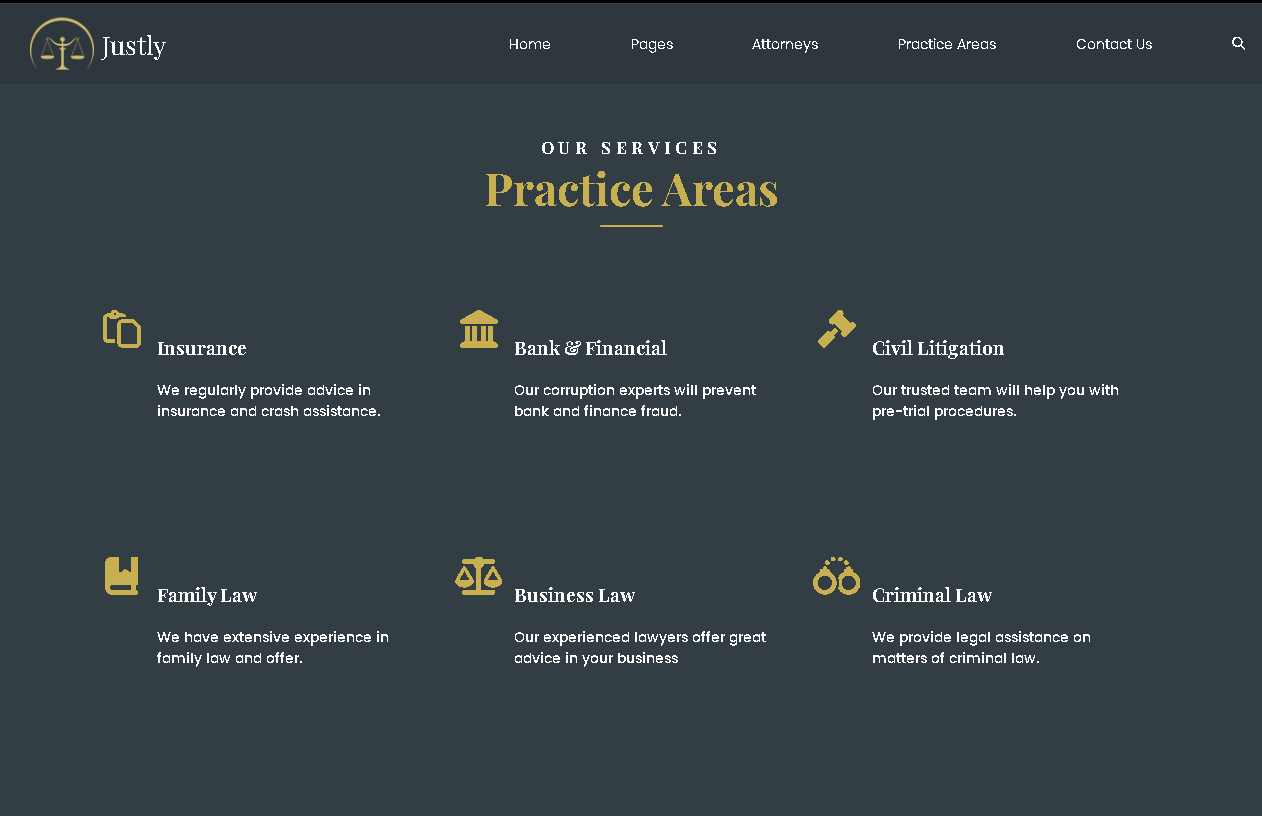 Justly
Home Pages Attorneys Practice Areas Contact Us
OUR SERVICES
Practice Areas
Insurance
We regularly provide advice in
insurance and crash assistance.
Bank & Financial
Our corruption experts will prevent
bank and finance fraud.
Civil Litigation
Our trusted team will help you with
pre-trial procedures.
Family Law
We have extensive experience in
family law and offer.
Business Law
Our experienced lawyers offer great
advice in your business
Criminal Law
We provide legal assistance on
matters of criminal law.